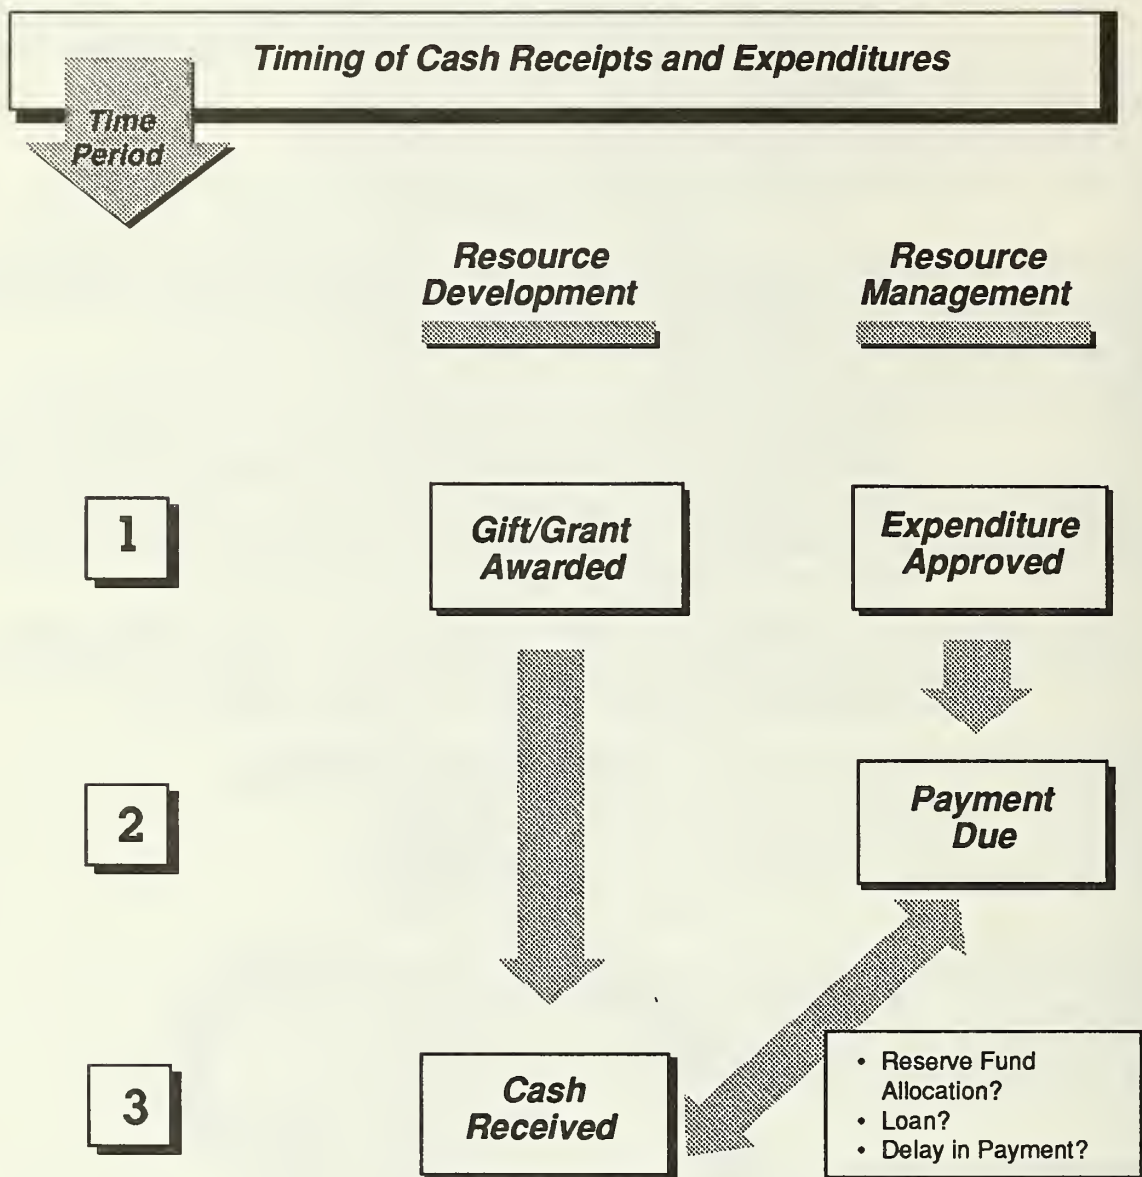 Timing of Cash Receipts and Expenditures
Time
Period
Resource
Development
Resource
Management
1
Gift/Grant
Awarded
Expenditure
Approved
2
Payment
Due
3
Cash
Received
• Reserve Fund
Allocation?
• Loan?
• Delay in Payment?